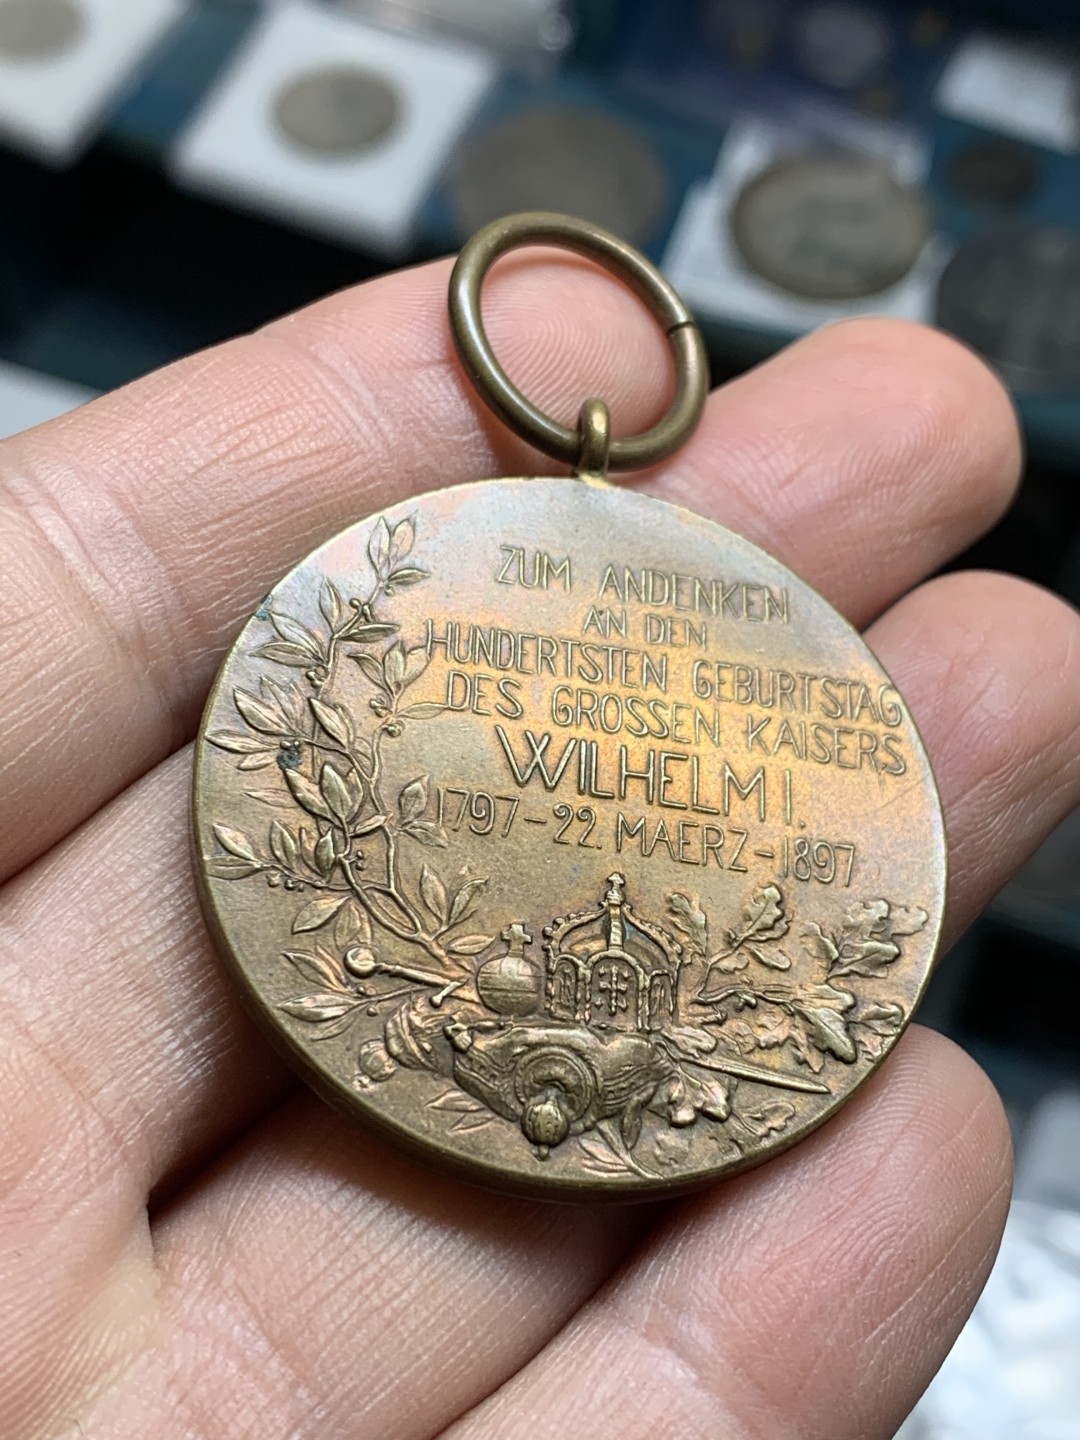 ZUM ANDENKEN
AN DEN
HUNDERTSTEN GEBURTSTAG
DES GROSSEN KAISERS
WILHELM I.
1797 – 22. MAERZ – 1897